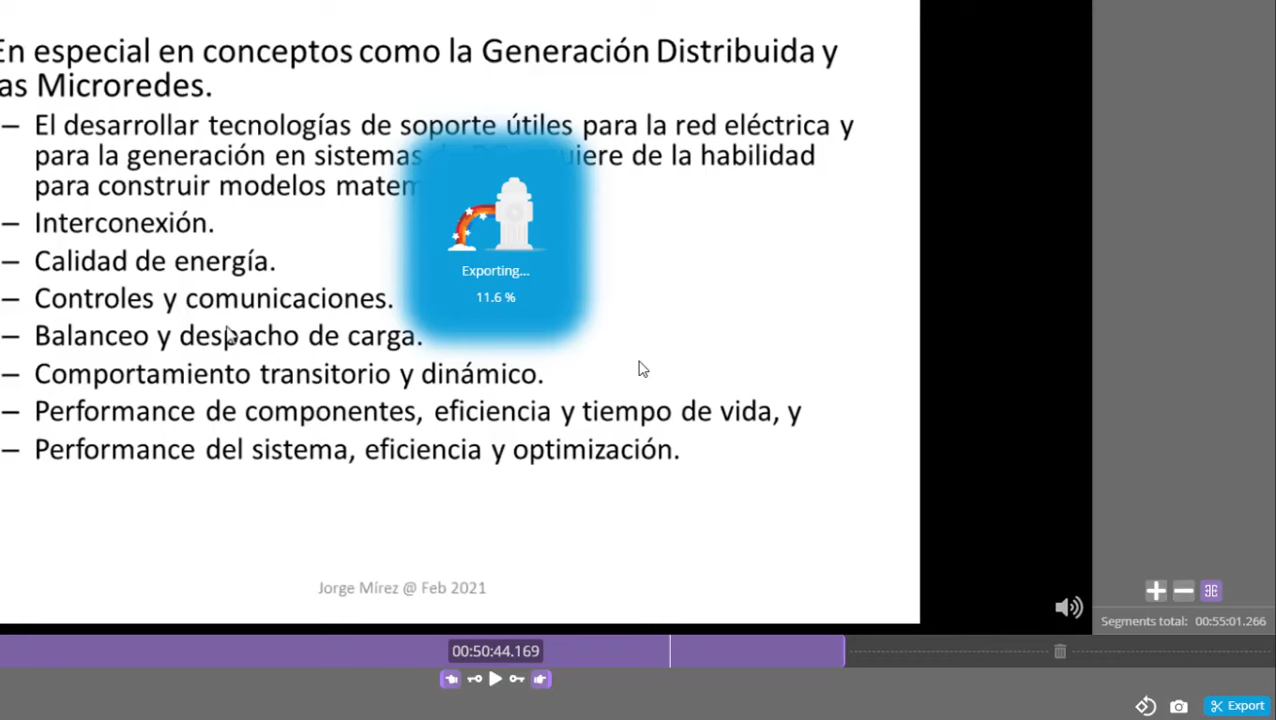 En especial en conceptos como la Generación Distribuida y
as Microredes.
– El desarrollar tecnologías de soporte útiles para la red eléctrica y
para la generación en sistemas uiere de la habilidad
para construir modelos matem
– Interconexión.
– Calidad de energía.
– Controles y comunicaciones.
– Balanceo y despacho de carga.
– Comportamiento transitorio y dinámico.
– Performance de componentes, eficiencia y tiempo de vida, y
– Performance del sistema, eficiencia y optimización.
Exporting...
11.6 %
Jorge Mírez @ Feb 2021
Segments total: 00:55:01.266
00:50:44.169
Export